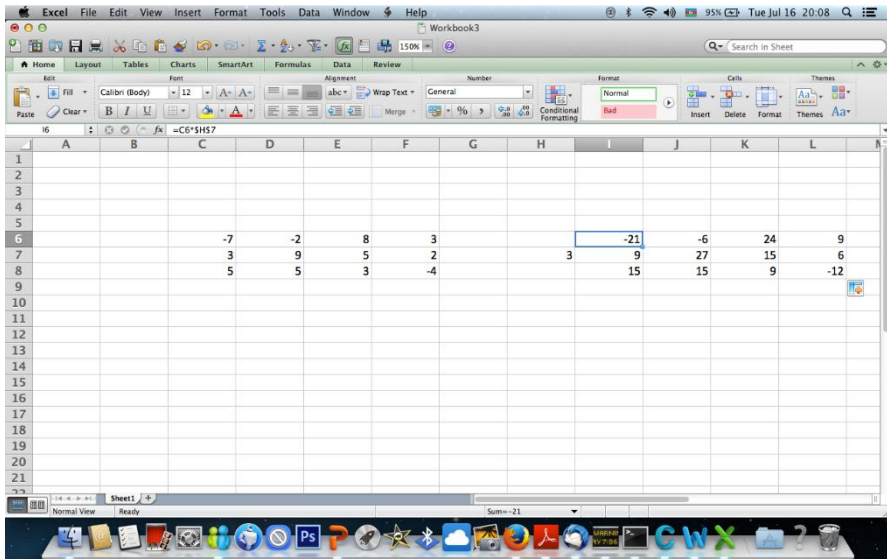 Excel File Edit View Insert Format Tools Data Window Help 95% Tue Jul 16 20:08
Workbook3
150% Search in Sheet
Home Layout Tables Charts SmartArt Formulas Data Review
Edit Font Alignment Number Format Cells Themes
Fill Calibri (Body) 12 A A abc Wrap Text General Normal Aa
Paste Clear B I U A Merge % Conditional Formatting Bad Insert Delete Format Themes Aa
I6 fx =C6*$H$7
A B C D E F G H I J K L
1
2
3
4
5
6 -7 -2 8 3 -21 -6 24 9
7 3 9 5 2 3 9 27 15 6
8 5 5 3 -4 15 15 9 -12
9
10
11
12
13
14
15
16
17
18
19
20
21
Sheet1
Normal View Ready Sum=-21
Ps